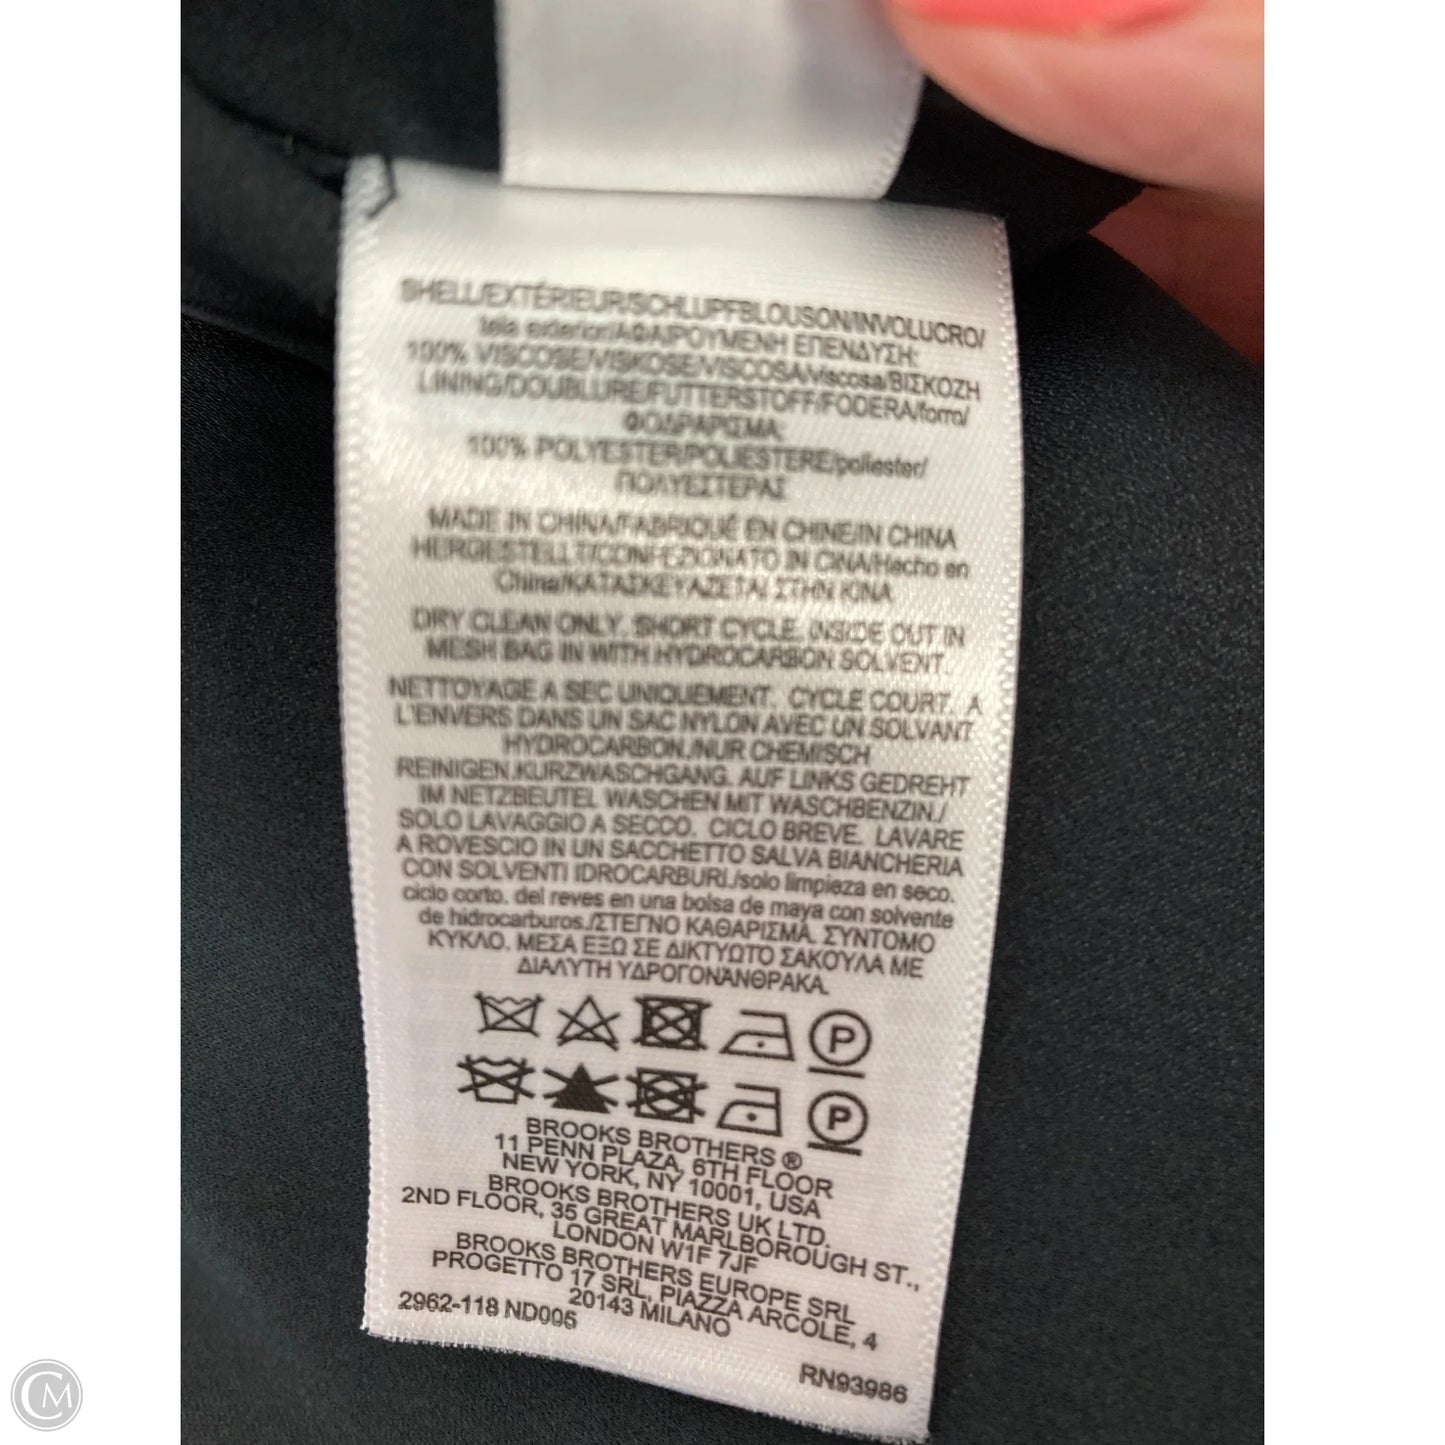 SHELL/EXTÉRIEUR/SCHLUPFBLOUSON/INVOLUCRO/
tela exterior/ΑΦΑΙΡΟΥΜΕΝΗ ΕΠΕΝΔΥΣΗ:
100% VISCOSE/VISKOSE/VISCOSA/viscosa/ΒΙΣΚΟΖΗ
LINING/DOUBLURE/FUTTERSTOFF/FODERA/forro/
ΦΟΔΡΑΡΙΣΜΑ:
100% POLYESTER/POLIESTERE/poliester/
ΠΟΛΥΕΣΤΕΡΑΣ
MADE IN CHINA/FABRIQUÉ EN CHINE/IN CHINA
HERGESTELLT/CONFEZIONATO IN CINA/Hecho en
China/ΚΑΤΑΣΚΕΥΑΖΕΤΑΙ ΣΤΗΝ ΚΙΝΑ
DRY CLEAN ONLY. SHORT CYCLE. INSIDE OUT IN
MESH BAG IN WITH HYDROCARBON SOLVENT.
NETTOYAGE A SEC UNIQUEMENT. CYCLE COURT. A
L'ENVERS DANS UN SAC NYLON AVEC UN SOLVANT
HYDROCARBON./NUR CHEMISCH
REINIGEN.KURZWASCHGANG. AUF LINKS GEDREHT
IM NETZBEUTEL WASCHEN MIT WASCHBENZIN./
SOLO LAVAGGIO A SECCO. CICLO BREVE. LAVARE
A ROVESCIO IN UN SACCHETTO SALVA BIANCHERIA
CON SOLVENTI IDROCARBURI./solo limpieza en seco.
ciclo corto. del reves en una bolsa de maya con solvente
de hidrocarburos./ΣΤΕΓΝΟ ΚΑΘΑΡΙΣΜΑ. ΣΥΝΤΟΜΟ
ΚΥΚΛΟ. ΜΕΣΑ ΕΞΩ ΣΕ ΔΙΚΤΥΩΤΟ ΣΑΚΟΥΛΑ ΜΕ
ΔΙΑΛΥΤΗ ΥΔΡΟΓΟΝΑΝΘΡΑΚΑ.
P
P
BROOKS BROTHERS ®
11 PENN PLAZA, 6TH FLOOR
NEW YORK, NY 10001, USA
BROOKS BROTHERS UK LTD.
2ND FLOOR, 35 GREAT MARLBOROUGH ST.,
LONDON W1F 7JF
BROOKS BROTHERS EUROPE SRL
PROGETTO 17 SRL, PIAZZA ARCOLE, 4
20143 MILANO
2962-118 ND005
RN93986
CM